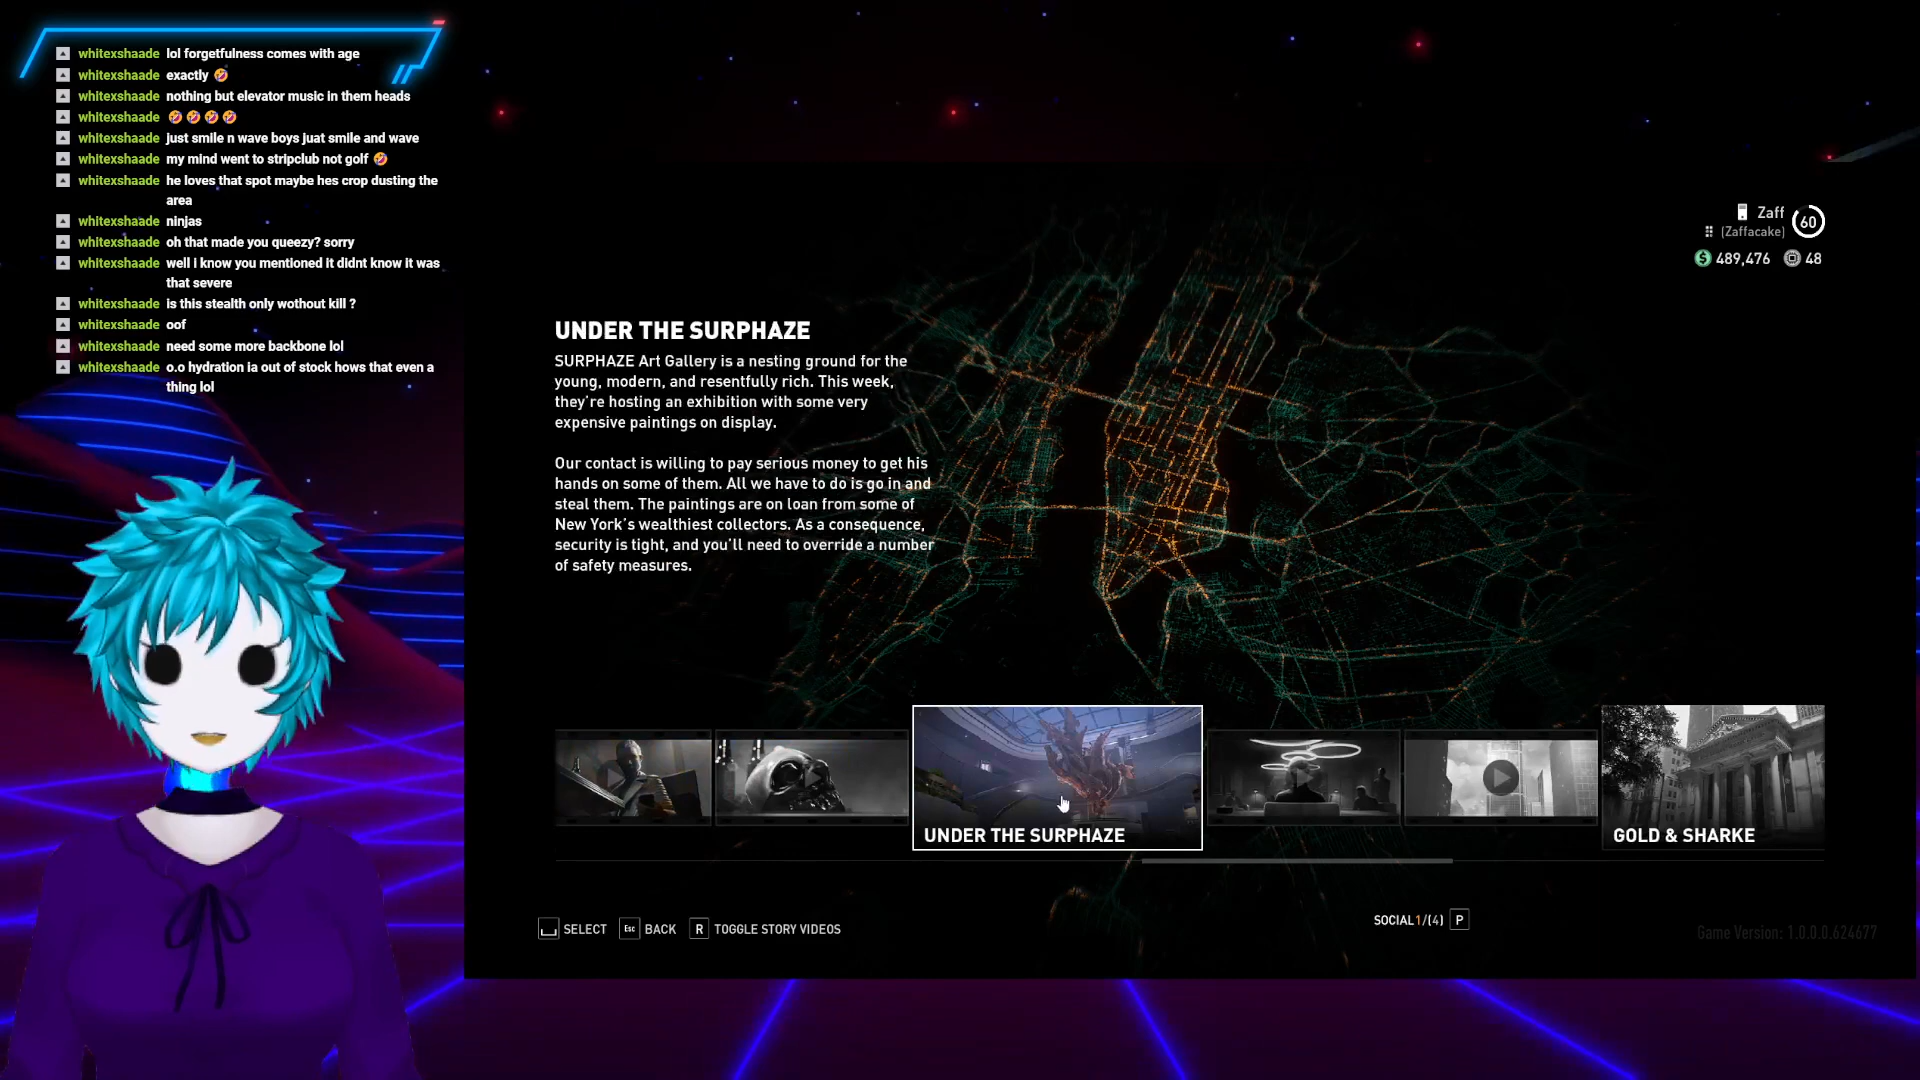 whitexshaade lol forgetfulness comes with age
whitexshaade exactly 🤣
whitexshaade nothing but elevator music in them heads
whitexshaade 🤣 🤣 🤣 🤣
whitexshaade just smile n wave boys juat smile and wave
whitexshaade my mind went to stripclub not golf 🤣
whitexshaade he loves that spot maybe hes crop dusting the
area
whitexshaade ninjas
whitexshaade oh that made you queezy? sorry
whitexshaade well i know you mentioned it didnt know it was
that severe
whitexshaade is this stealth only wothout kill ?
whitexshaade oof
whitexshaade need some more backbone lol
whitexshaade o.o hydration ia out of stock hows that even a
thing lol
Zaff
(Zaffacake)
60
$ 489,476 48
UNDER THE SURPHAZE
SURPHAZE Art Gallery is a nesting ground for the
young, modern, and resentfully rich. This week,
they're hosting an exhibition with some very
expensive paintings on display.
Our contact is willing to pay serious money to get his
hands on some of them. All we have to do is go in and
steal them. The paintings are on loan from some of
New York's wealthiest collectors. As a consequence,
security is tight, and you'll need to override a number
of safety measures.
UNDER THE SURPHAZE
GOLD & SHARKE
SELECT Esc BACK R TOGGLE STORY VIDEOS
SOCIAL 1/(4) P
Game Version: 1.0.0.0.624677